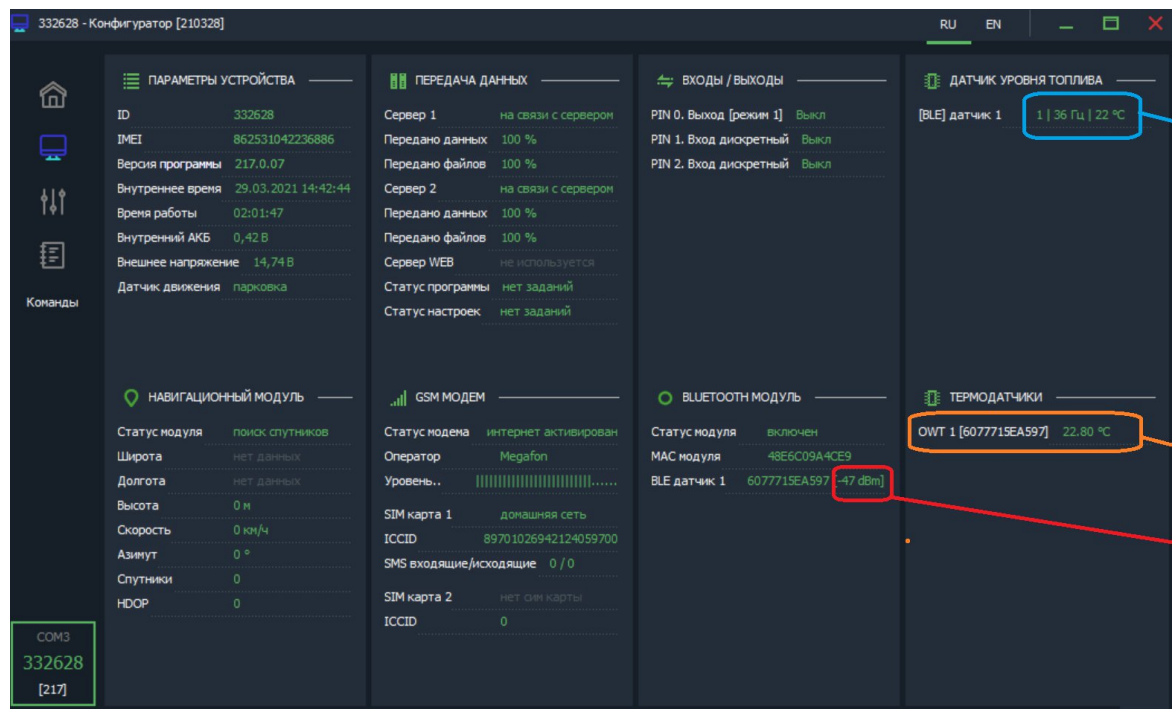 332628 - Конфигуратор [210328]
RU
EN
ПАРАМЕТРЫ УСТРОЙСТВА
ID 332628
IMEI 862531042236886
Версия программы 217.0.07
Внутреннее время 29.03.2021 14:42:44
Время работы 02:01:47
Внутренний АКБ 0,42 В
Внешнее напряжение 14,74 В
Датчик движения парковка
ПЕРЕДАЧА ДАННЫХ
Сервер 1 на связи с сервером
Передано данных 100 %
Передано файлов 100 %
Сервер 2 на связи с сервером
Передано данных 100 %
Передано файлов 100 %
Сервер WEB не используется
Статус программы нет заданий
Статус настроек нет заданий
ВХОДЫ / ВЫХОДЫ
PIN 0. Выход [режим 1] Выкл
PIN 1. Вход дискретный Выкл
PIN 2. Вход дискретный Выкл
ДАТЧИК УРОВНЯ ТОПЛИВА
[BLE] датчик 1 1 | 36 Гц | 22 °C
Команды
НАВИГАЦИОННЫЙ МОДУЛЬ
Статус модуля поиск спутников
Широта нет данных
Долгота нет данных
Высота 0 м
Скорость 0 км/ч
Азимут 0 °
Спутники 0
HDOP 0
GSM МОДЕМ
Статус модема интернет активирован
Оператор Megafon
Уровень..
SIM карта 1 домашняя сеть
ICCID 89701026942124059700
SMS входящие/исходящие 0 / 0
SIM карта 2 нет сим карты
ICCID 0
BLUETOOTH МОДУЛЬ
Статус модуля включен
MAC модуля 48E6C09A4CE9
BLE датчик 1 6077715EA597 [-47 dBm]
ТЕРМОДАТЧИКИ
OWT 1 [6077715EA597] 22.80 °C
COM3
332628
[217]